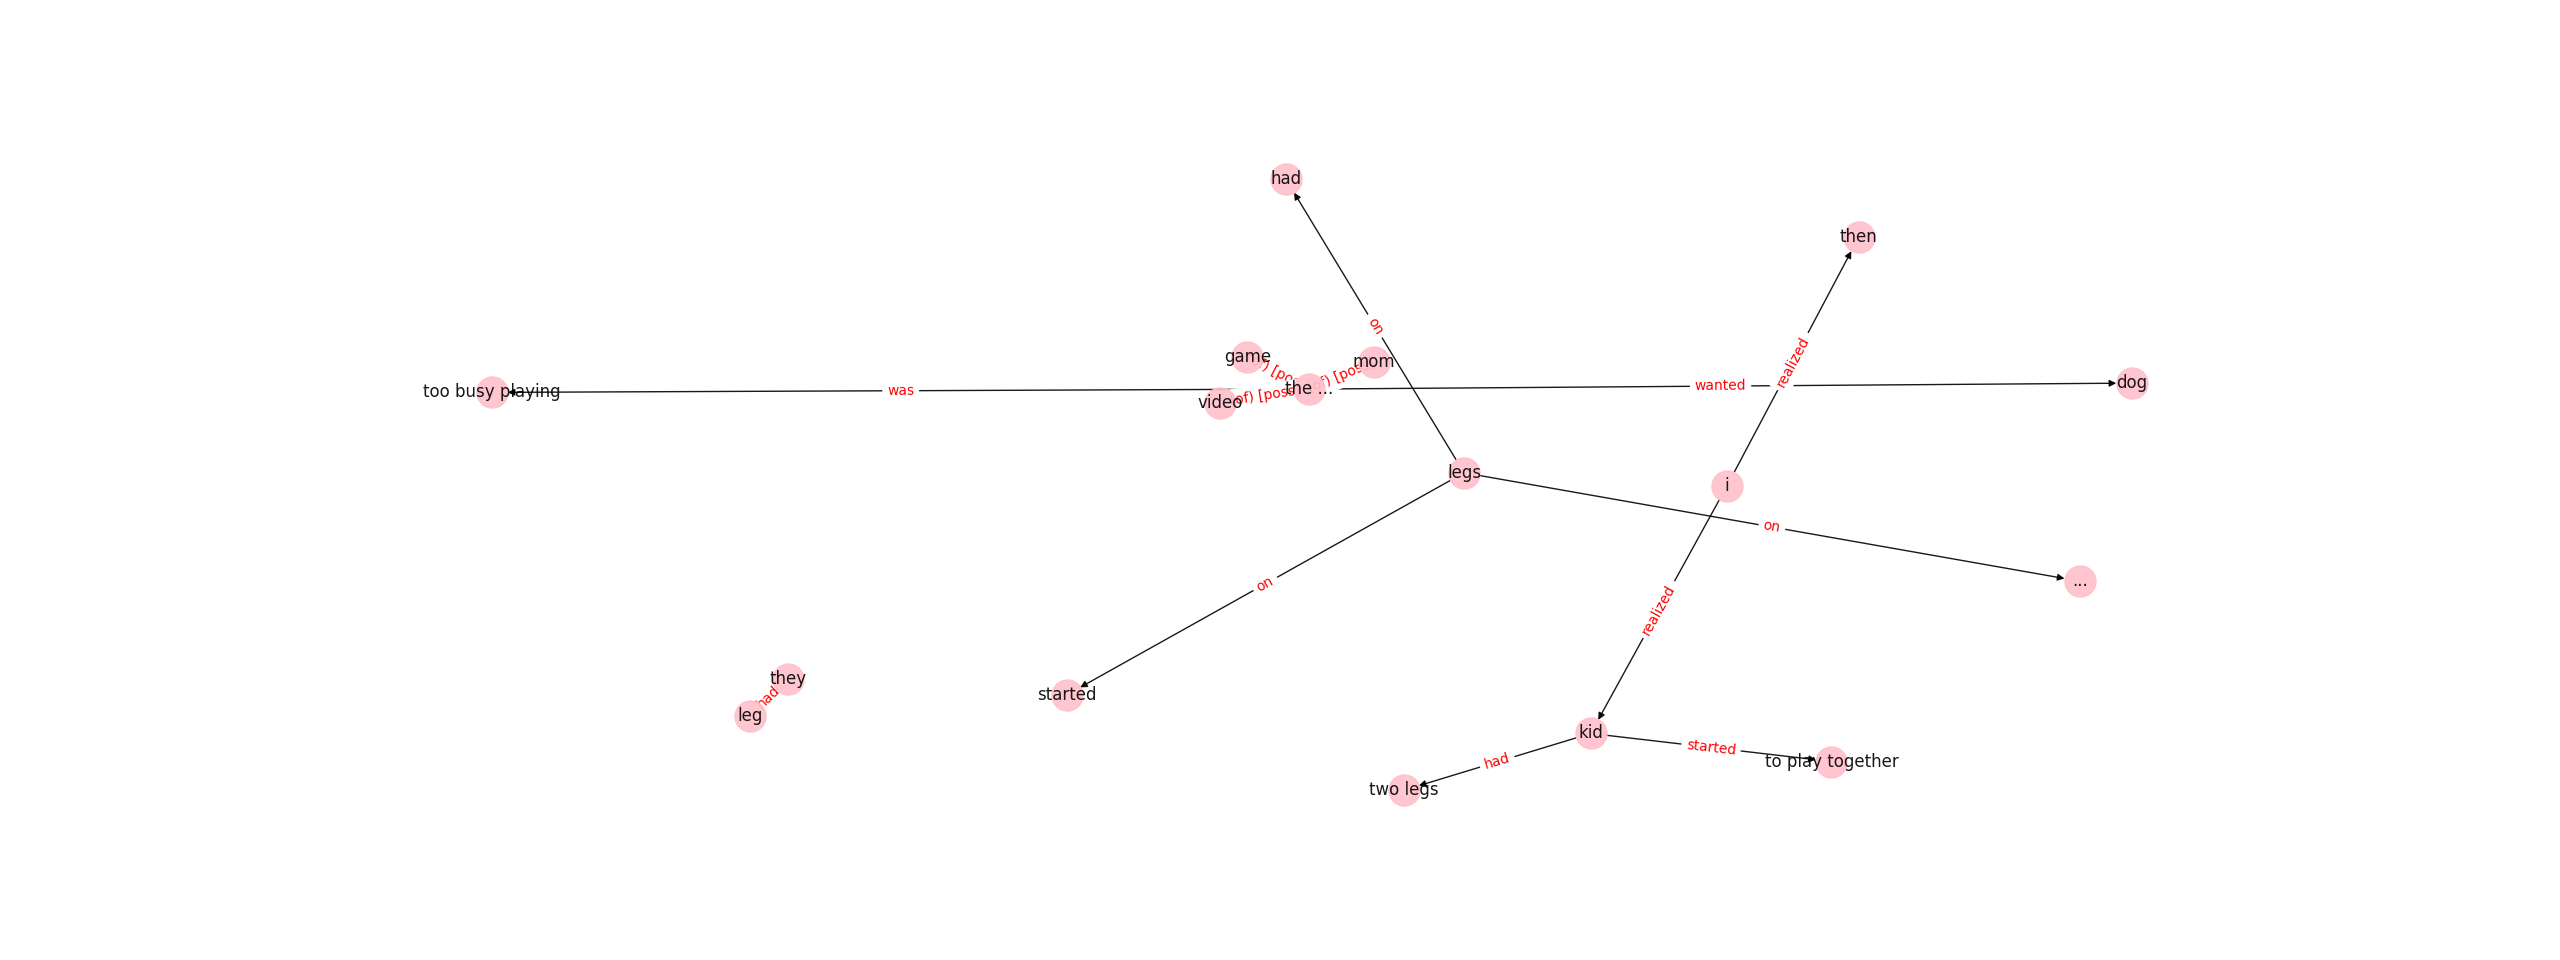 had
then
on
realized
game
mom
too busy playing
was
the ...
wanted
dog
video
legs
i
on
on
...
realized
they
had
leg
started
kid
started
to play together
had
two legs